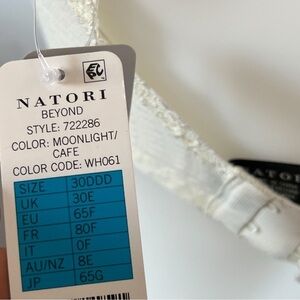 NATORI
BEYOND
STYLE: 722286
COLOR: MOONLIGHT/
CAFE
COLOR CODE: WH061
SIZE 30DDD
UK 30E
EU 65F
FR 80F
IT 0F
AU/NZ 8E
JP 65G
NATORI